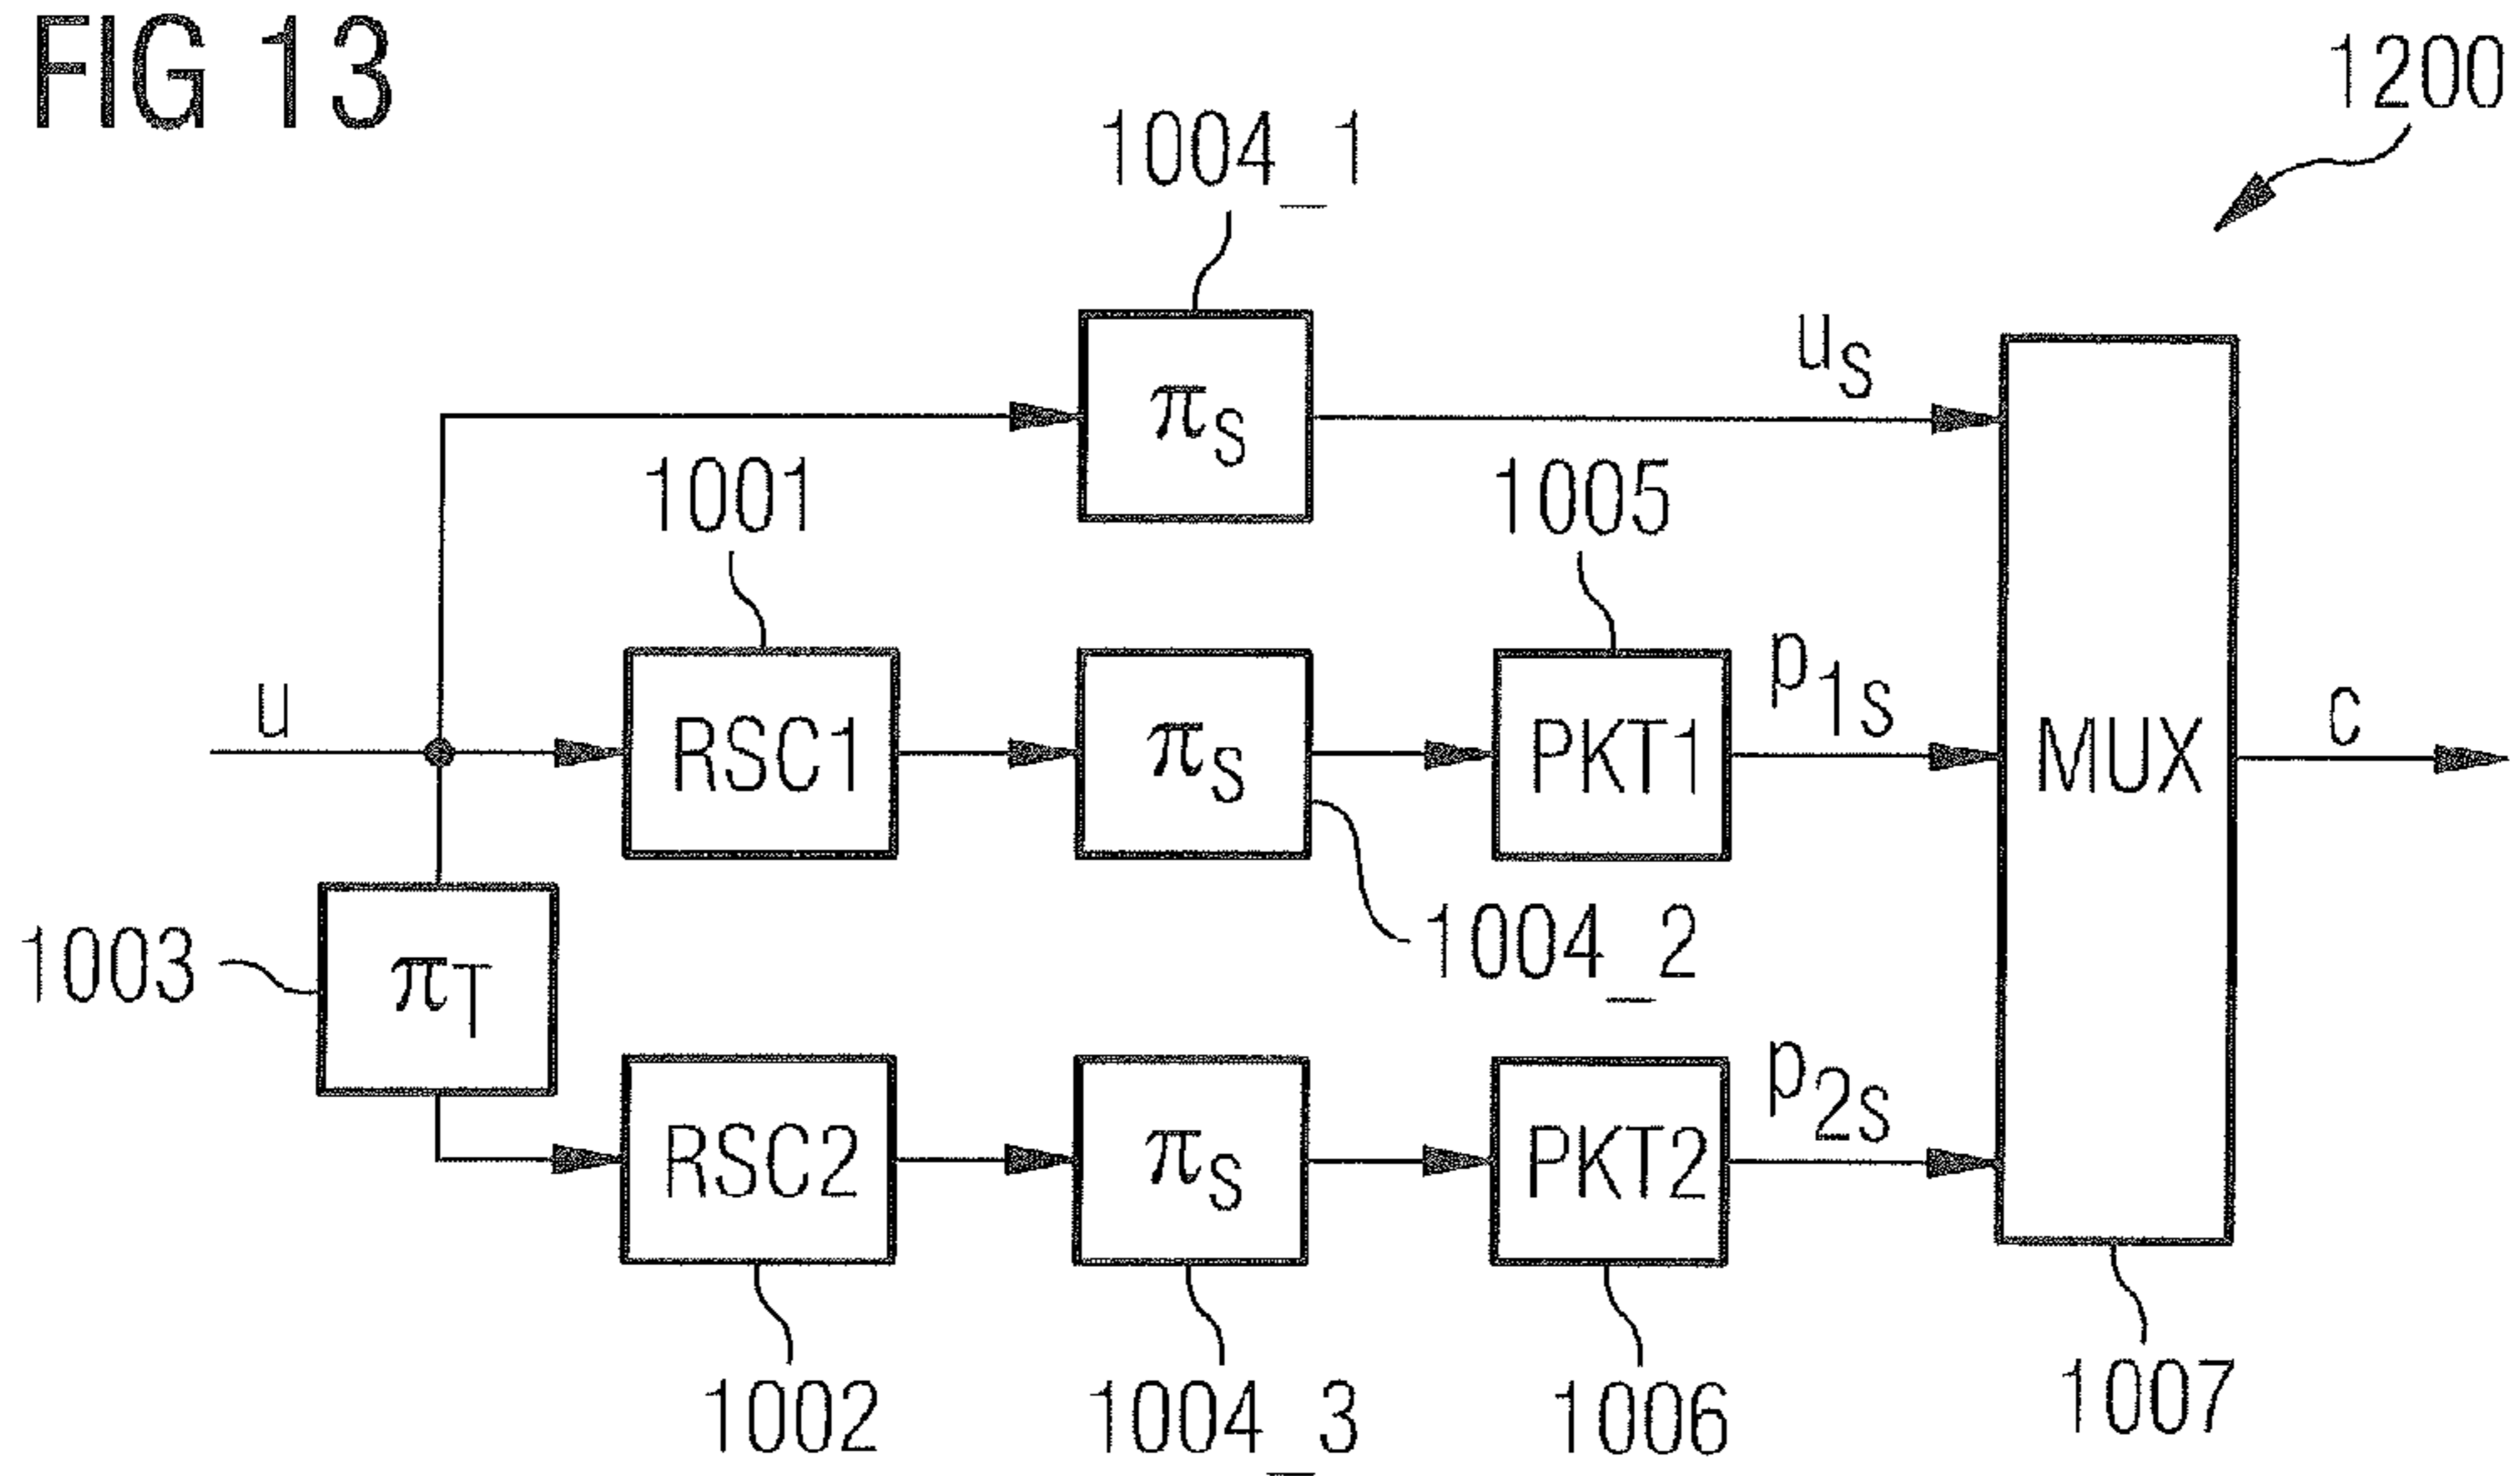 FIG 13
1200
1004_1
π_S
u_S
1001
1005
u
RSC1
π_S
PKT1
p_1S
MUX
c
1004_2
1003
π_T
RSC2
π_S
PKT2
p_2S
1002
1004_3
1006
1007